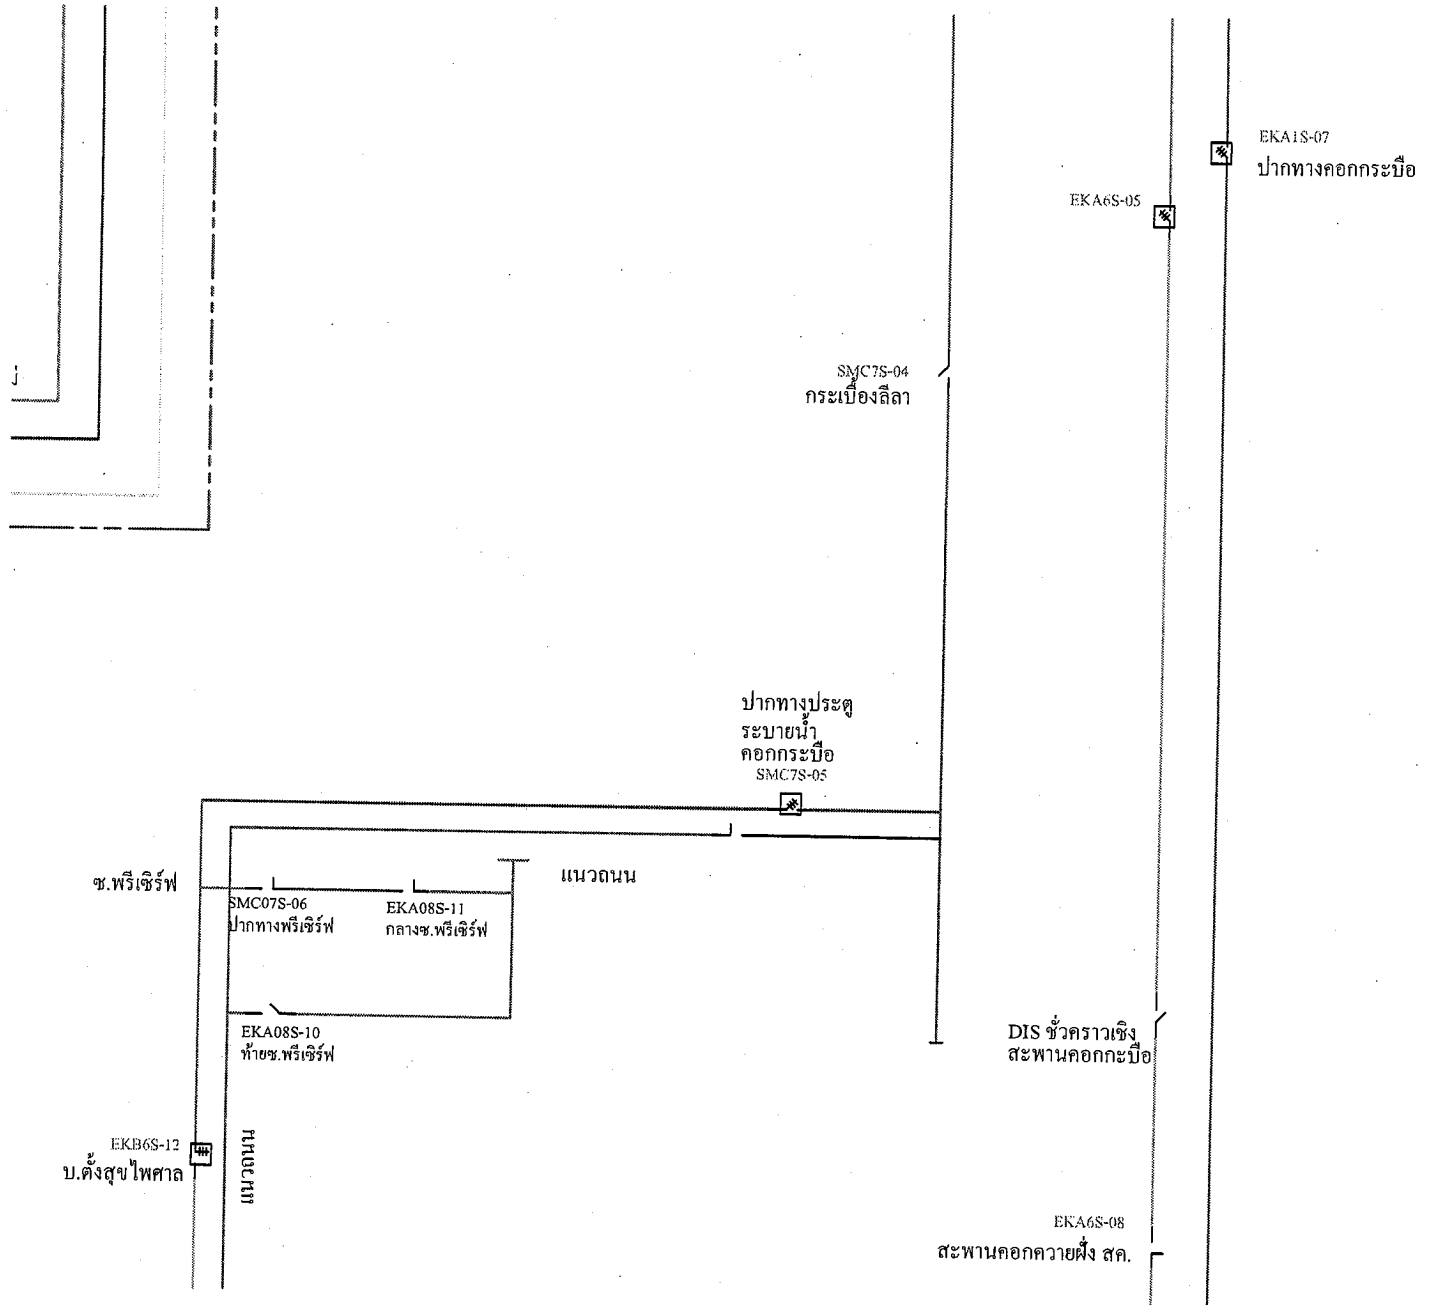 EKA1S-07
ปากทางคอกกระบือ
EKA6S-05
SMC7S-04
กระเบื้องลีลา
ปากทางประตู
ระบายน้ำ
คอกกระบือ
SMC7S-05
แนวถนน
ซ.พรีเซิร์ฟ
SMC07S-06
ปากทางพรีเซิร์ฟ
EKA08S-11
กลางซ.พรีเซิร์ฟ
EKA08S-10
ท้ายซ.พรีเซิร์ฟ
DIS ชั่วคราวเชิง
สะพานคอกกะบือ
EKB6S-12
บ.ตั้งสุขไพศาล
แนวถนน
EKA6S-08
สะพานคอกควายฝั่ง สค.